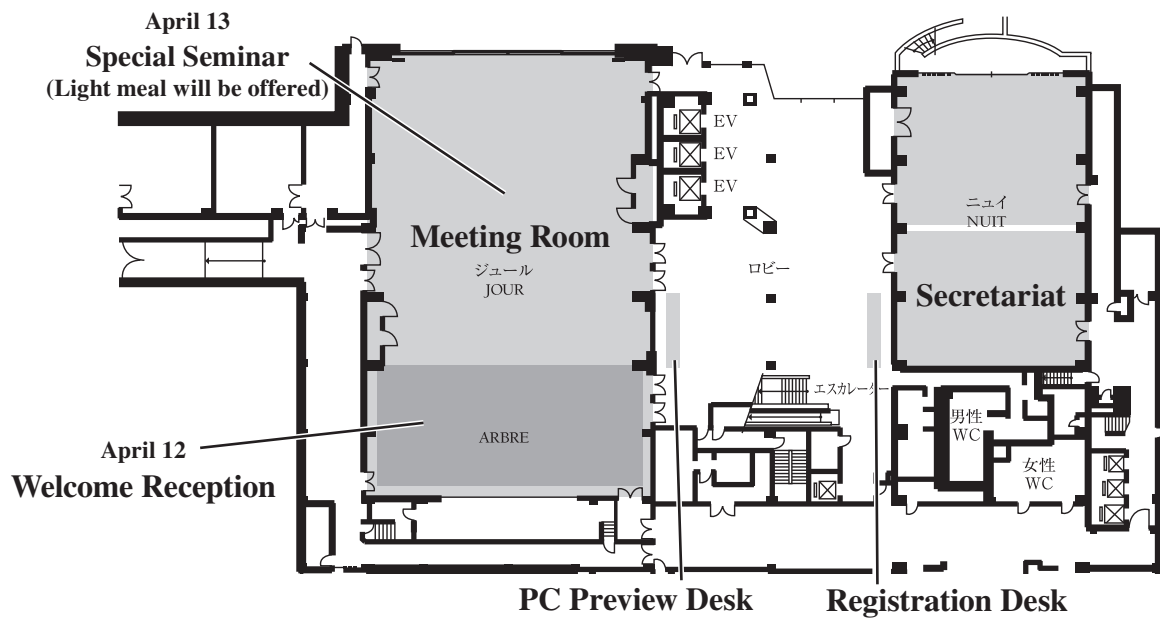 April 13
Special Seminar
(Light meal will be offered)
EV
EV
EV
ニュイ
NUIT
Meeting Room
ジュール
JOUR
ロビー
Secretariat
エスカレーター
男性
WC
ARBRE
April 12
Welcome Reception
女性
WC
PC Preview Desk
Registration Desk